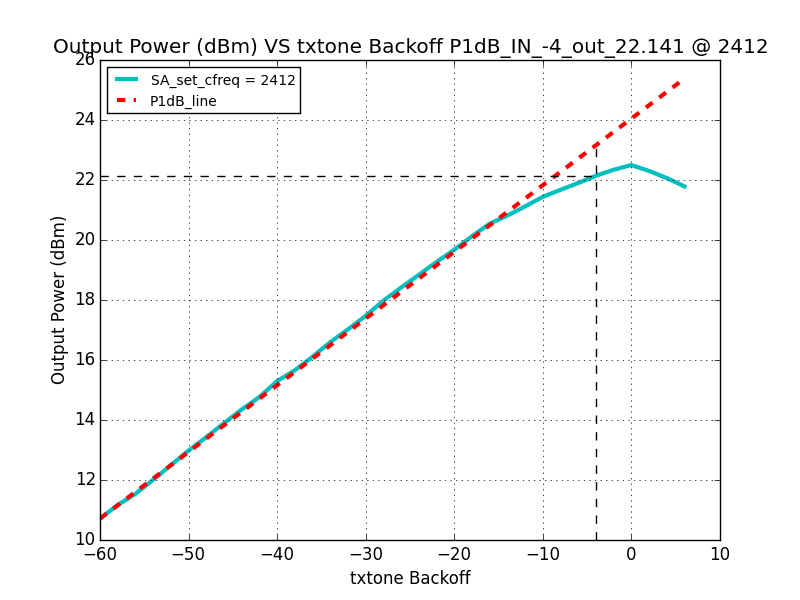 Output Power (dBm) VS txtone Backoff P1dB_IN_-4_out_22.141 @ 2412
SA_set_cfreq = 2412
P1dB_line
Output Power (dBm)
26
24
22
20
18
16
14
12
10
−60 −50 −40 −30 −20 −10 0 10
txtone Backoff